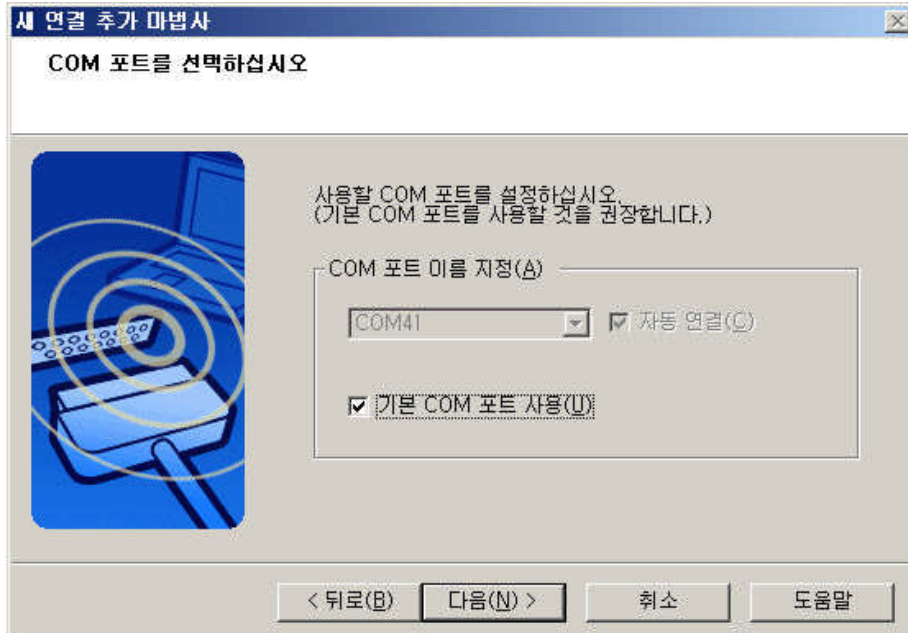 새 연결 추가 마법사
COM 포트를 선택하십시오
사용할 COM 포트를 설정하십시오.
(기본 COM 포트를 사용할 것을 권장합니다.)
COM 포트 이름 지정(A)
COM41 자동 연결(C)
기본 COM 포트 사용(U)
< 뒤로(B) 다음(N) > 취소 도움말